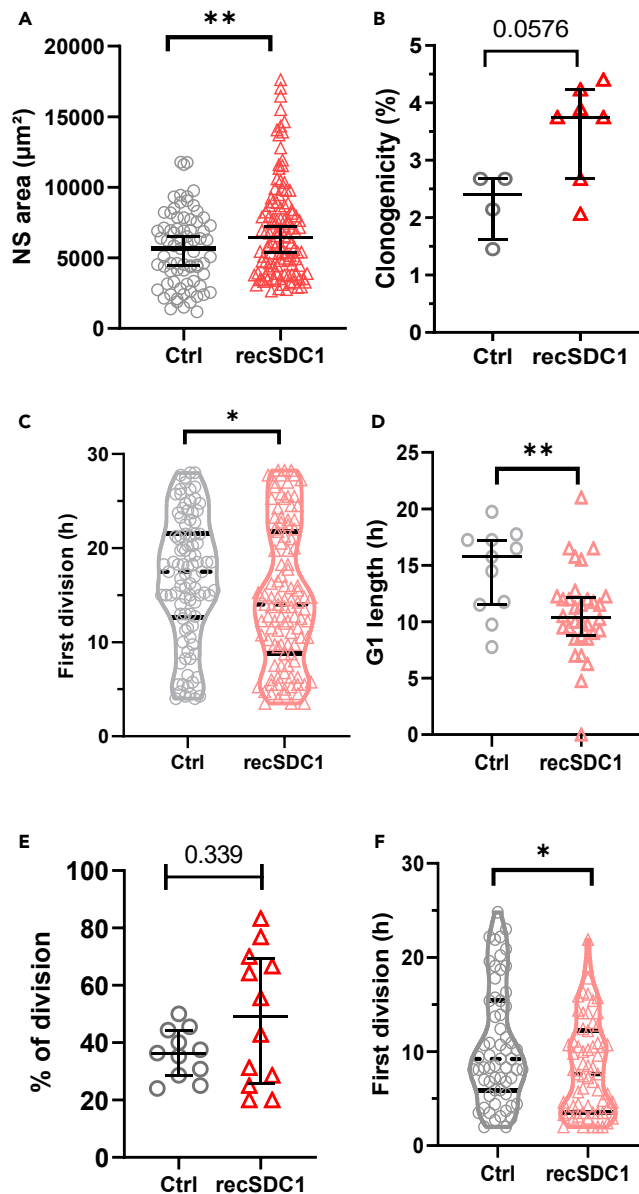 A
**
NS area (µm²)
20000
15000
10000
5000
0
Ctrl recSDC1
B
0.0576
Clonogenicity (%)
5
4
3
2
1
0
Ctrl recSDC1
C
*
First division (h)
30
20
10
0
Ctrl recSDC1
D
**
G1 length (h)
25
20
15
10
5
0
Ctrl recSDC1
E
0.339
% of division
100
80
60
40
20
0
Ctrl recSDC1
F
*
First division (h)
30
20
10
0
Ctrl recSDC1